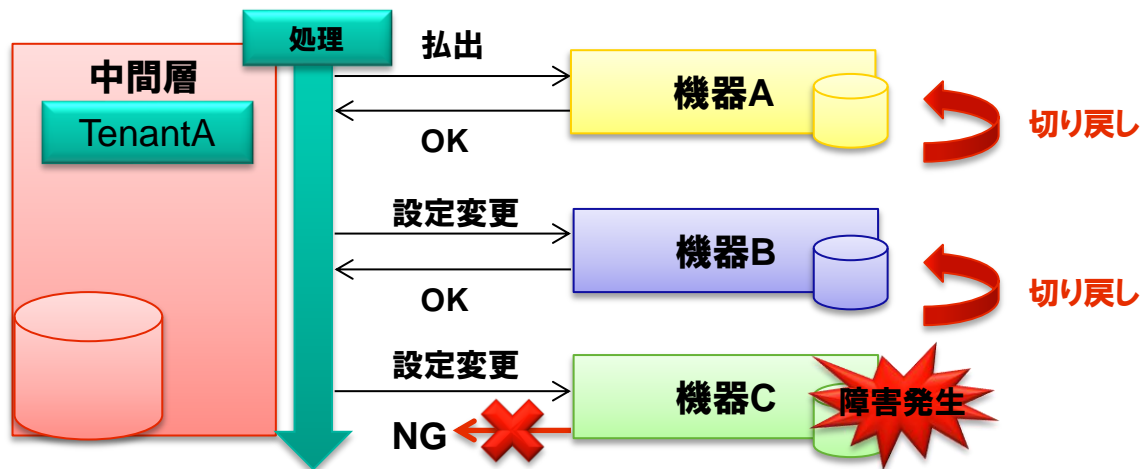 処理
中間層
TenantA
払出
機器A
OK
切り戻し
設定変更
機器B
OK
切り戻し
設定変更
機器C
障害発生
NG